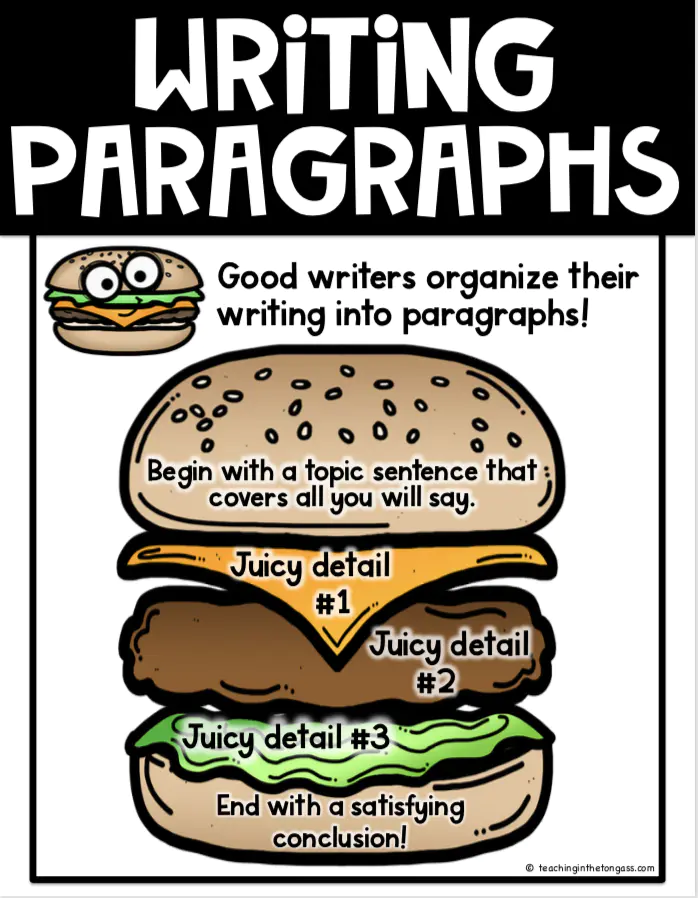 WRiTiNG
PARAGRAPHS
Good writers organize their
writing into paragraphs!
Begin with a topic sentence that
covers all you will say.
Juicy detail
#1
Juicy detail
#2
Juicy detail #3
End with a satisfying
conclusion!
© teachinginthetongass.com